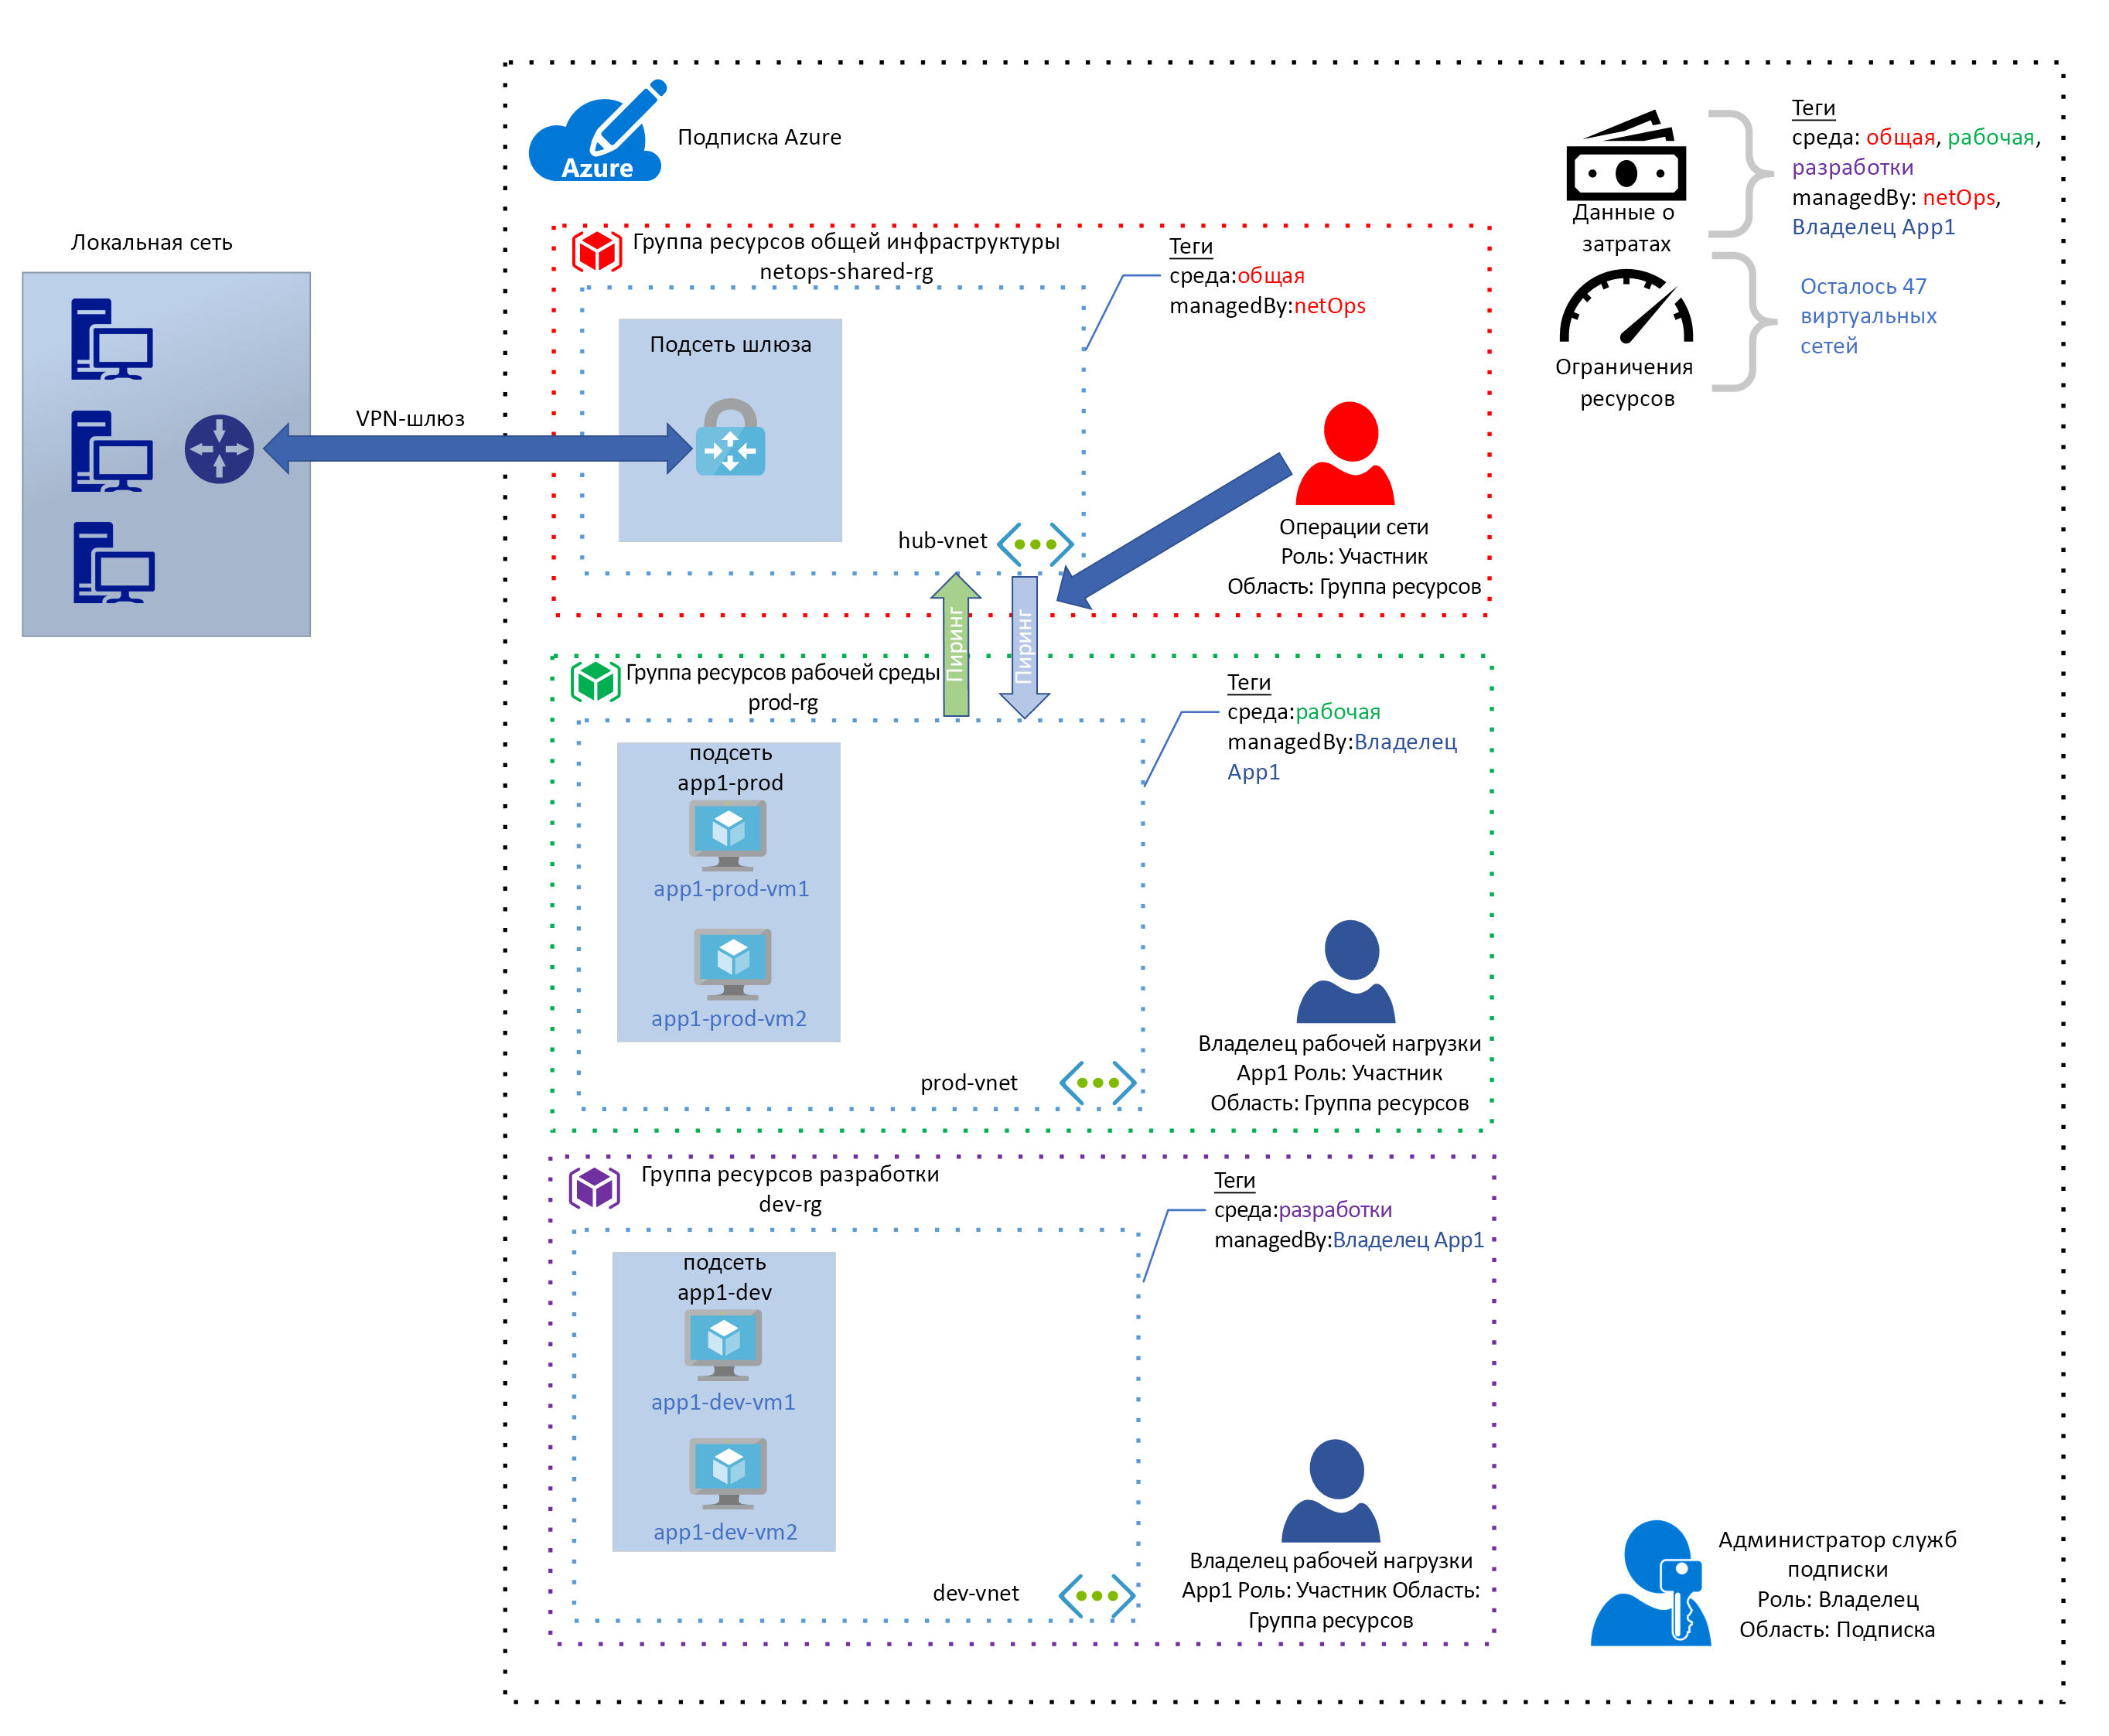 Azure
Подписка Azure
Данные о
затратах
Теги
среда: общая, рабочая,
разработки
managedBy: netOps,
Владелец App1
Ограничения
ресурсов
Осталось 47
виртуальных
сетей
Локальная сеть
VPN-шлюз
Группа ресурсов общей инфраструктуры
netops-shared-rg
Теги
среда:общая
managedBy:netOps
Подсеть шлюза
hub-vnet
Операции сети
Роль: Участник
Область: Группа ресурсов
Пиринг
Пиринг
Группа ресурсов рабочей среды
prod-rg
Теги
среда:рабочая
managedBy:Владелец
App1
подсеть
app1-prod
app1-prod-vm1
app1-prod-vm2
prod-vnet
Владелец рабочей нагрузки
App1 Роль: Участник
Область: Группа ресурсов
Группа ресурсов разработки
dev-rg
Теги
среда:разработки
managedBy:Владелец App1
подсеть
app1-dev
app1-dev-vm1
app1-dev-vm2
dev-vnet
Владелец рабочей нагрузки
App1 Роль: Участник Область:
Группа ресурсов
Администратор служб
подписки
Роль: Владелец
Область: Подписка